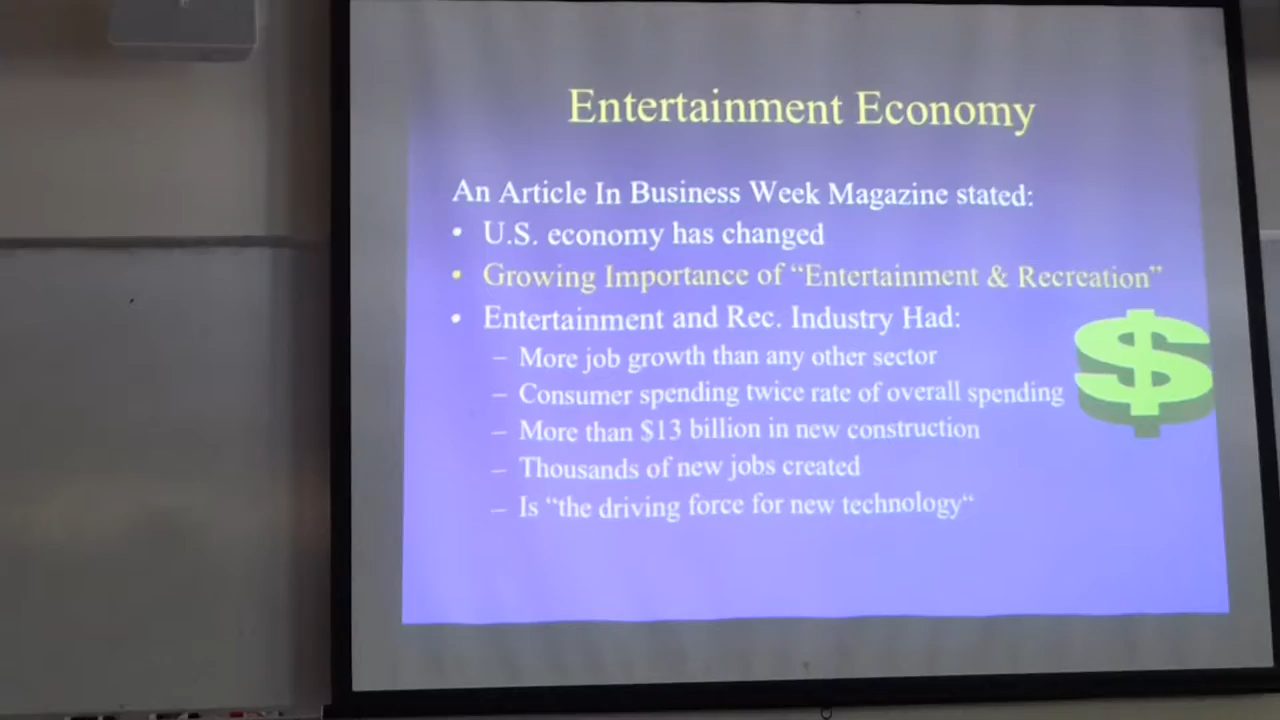 Entertainment Economy
An Article In Business Week Magazine stated:
• U.S. economy has changed
• Growing Importance of “Entertainment & Recreation”
• Entertainment and Rec. Industry Had:
– More job growth than any other sector
– Consumer spending twice rate of overall spending
– More than $13 billion in new construction
– Thousands of new jobs created
– Is “the driving force for new technology“
$